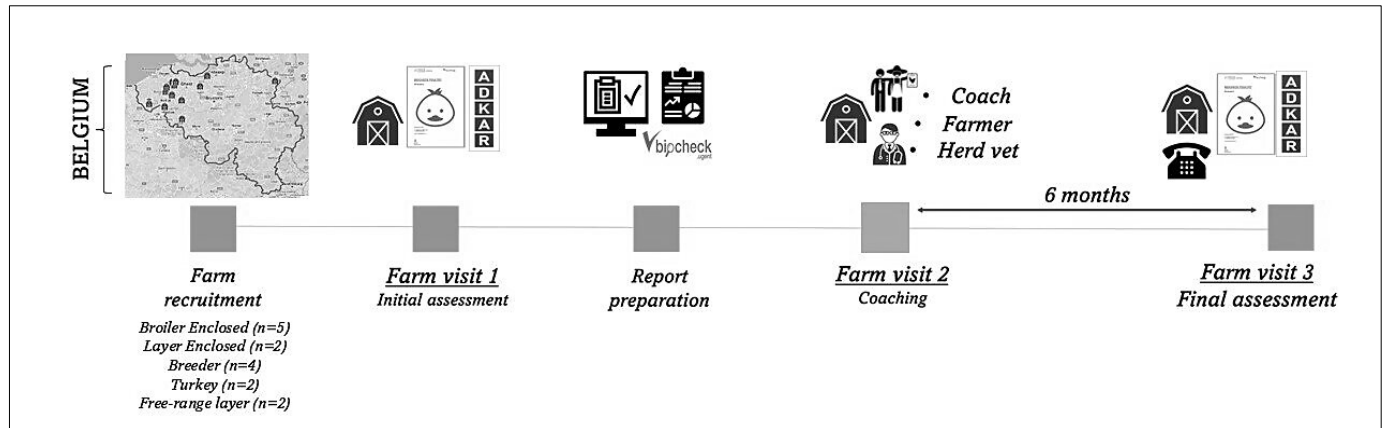 BELGIUM
A
D
K
A
R
biocheck
.ugent
Coach
Farmer
Herd vet
A
D
K
A
R
6 months
Farm
recruitment
Broiler Enclosed (n=5)
Layer Enclosed (n=2)
Breeder (n=4)
Turkey (n=2)
Free-range layer (n=2)
Farm visit 1
Initial assessment
Report
preparation
Farm visit 2
Coaching
Farm visit 3
Final assessment